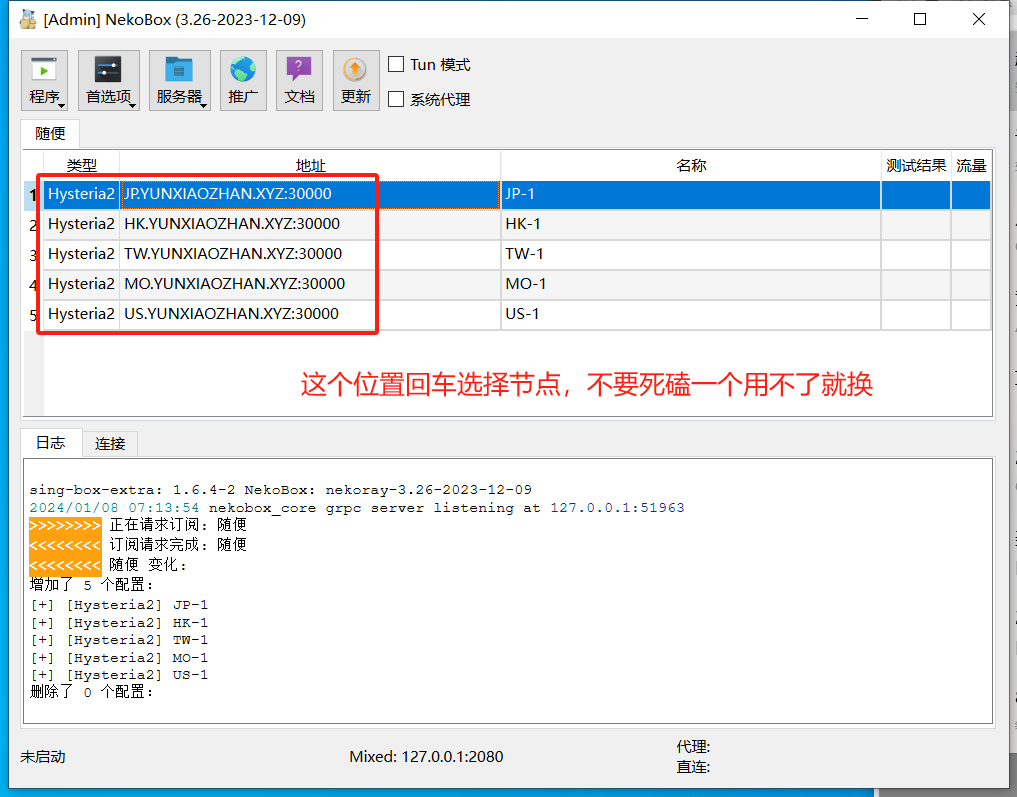 [Admin] NekoBox (3.26-2023-12-09)
程序 首选项 服务器 推广 文档 更新
Tun 模式
系统代理
随便
类型 地址 名称 测试结果 流量
1 Hysteria2 JP.YUNXIAOZHAN.XYZ:30000 JP-1
2 Hysteria2 HK.YUNXIAOZHAN.XYZ:30000 HK-1
3 Hysteria2 TW.YUNXIAOZHAN.XYZ:30000 TW-1
4 Hysteria2 MO.YUNXIAOZHAN.XYZ:30000 MO-1
5 Hysteria2 US.YUNXIAOZHAN.XYZ:30000 US-1
这个位置回车选择节点，不要死磕一个用不了就换
日志 连接
sing-box-extra: 1.6.4-2 NekoBox: nekoray-3.26-2023-12-09
2024/01/08 07:13:54 nekobox_core grpc server listening at 127.0.0.1:51963
>>>>>>>> 正在请求订阅: 随便
<<<<<<<< 订阅请求完成: 随便
<<<<<<<< 随便 变化:
增加了 5 个配置:
[+] [Hysteria2] JP-1
[+] [Hysteria2] HK-1
[+] [Hysteria2] TW-1
[+] [Hysteria2] MO-1
[+] [Hysteria2] US-1
删除了 0 个配置:
未启动 Mixed: 127.0.0.1:2080 代理:
直连: